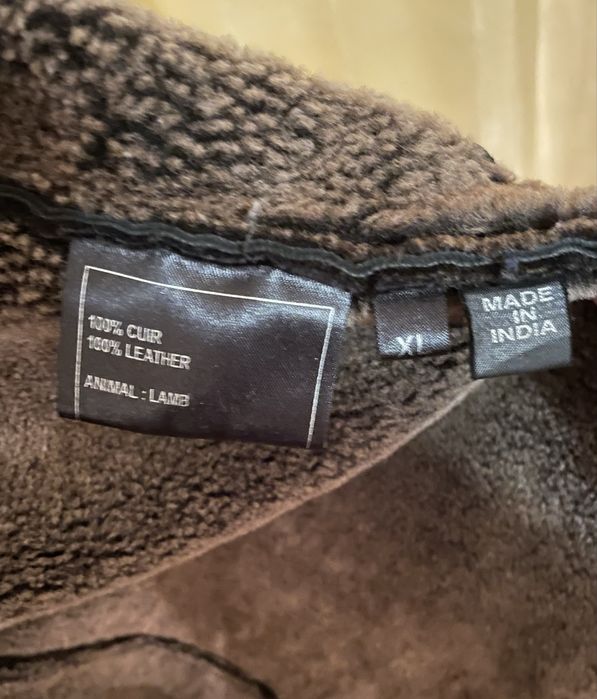 100% CUIR
100% LEATHER
ANIMAL : LAMB
XL
MADE
IN
INDIA